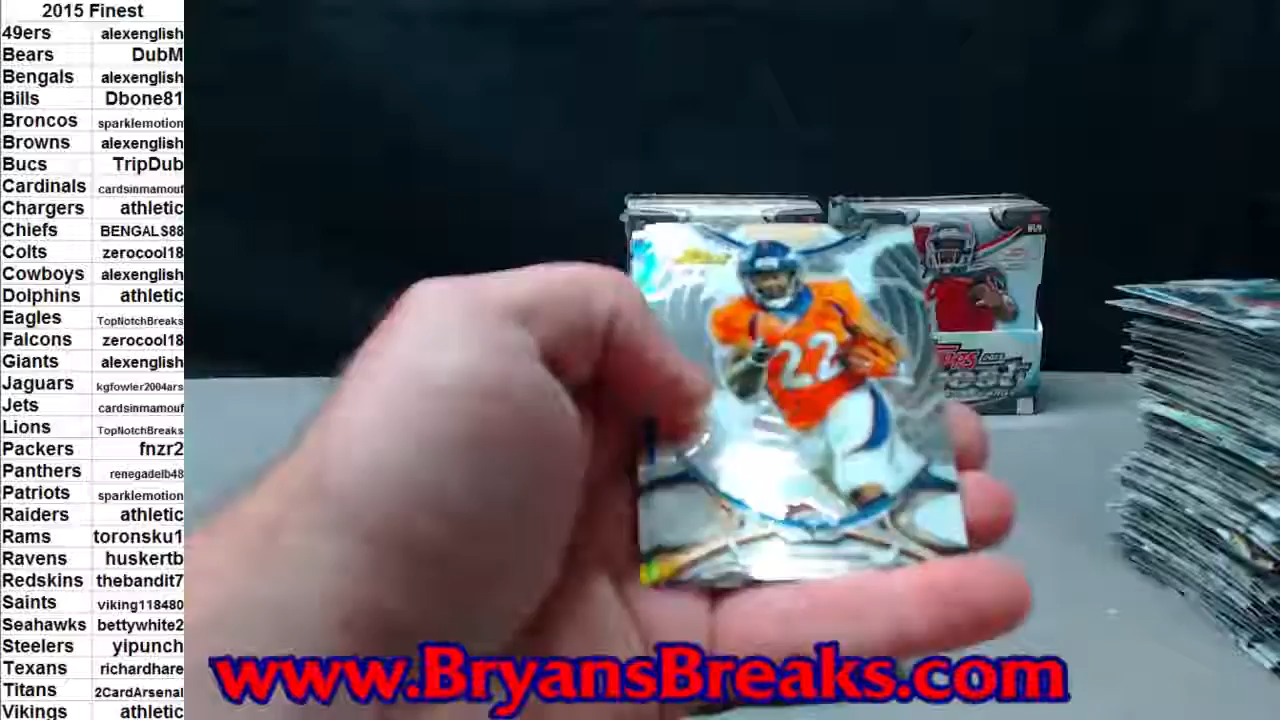 2015 Finest
49ers alexenglish
Bears DubM
Bengals alexenglish
Bills Dbone81
Broncos sparklemotion
Browns alexenglish
Bucs TripDub
Cardinals cardsinmamouf
Chargers athletic
Chiefs BENGALS88
Colts zerocool18
Cowboys alexenglish
Dolphins athletic
Eagles TopNotchBreaks
Falcons zerocool18
Giants alexenglish
Jaguars kgfowler2004ars
Jets cardsinmamouf
Lions TopNotchBreaks
Packers fnzr2
Panthers renegadelb48
Patriots sparklemotion
Raiders athletic
Rams toronsku1
Ravens huskertb
Redskins thebandit7
Saints viking118480
Seahawks bettywhite2
Steelers yipunch
Texans richardhare
Titans 2CardArsenal
Vikings athletic
22
www.BryansBreaks.com